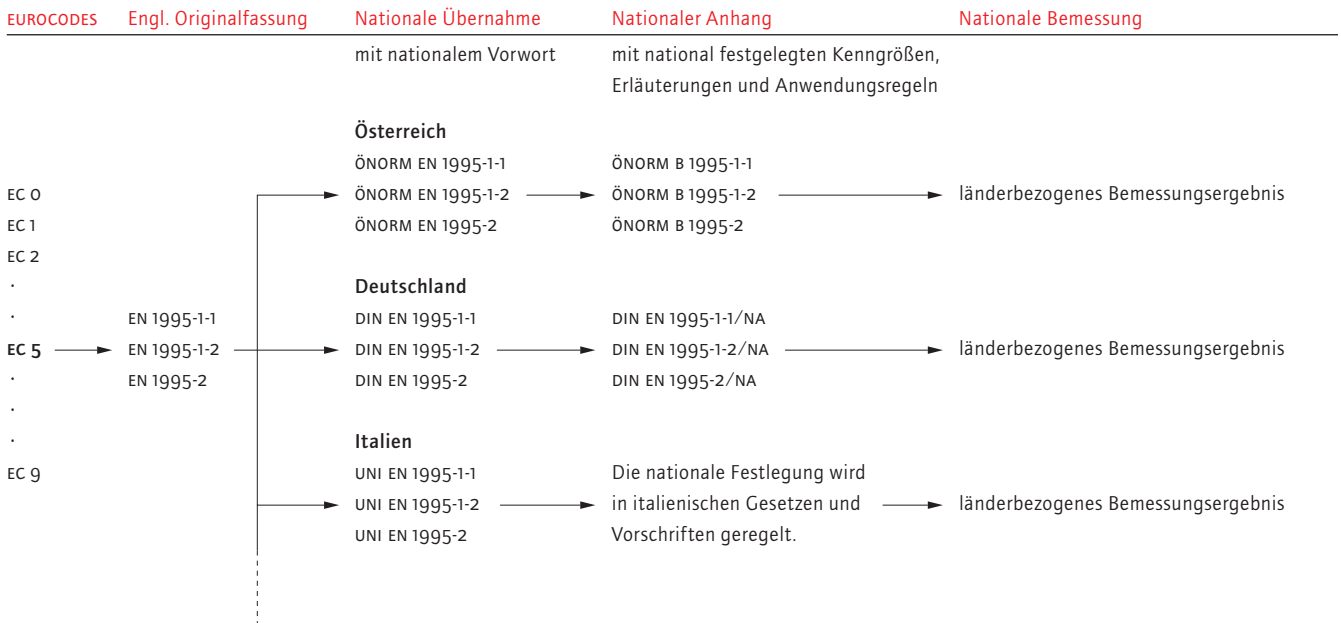 EUROCODES Engl. Originalfassung Nationale Übernahme Nationaler Anhang Nationale Bemessung
mit nationalem Vorwort mit national festgelegten Kenngrößen,
Erläuterungen und Anwendungsregeln
Österreich
ÖNORM EN 1995-1-1 ÖNORM B 1995-1-1
EC 0 ÖNORM EN 1995-1-2 ÖNORM B 1995-1-2 länderbezogenes Bemessungsergebnis
EC 1 ÖNORM EN 1995-2 ÖNORM B 1995-2
EC 2
. Deutschland
. EN 1995-1-1 DIN EN 1995-1-1 DIN EN 1995-1-1/NA
EC 5 EN 1995-1-2 DIN EN 1995-1-2 DIN EN 1995-1-2/NA länderbezogenes Bemessungsergebnis
. EN 1995-2 DIN EN 1995-2 DIN EN 1995-2/NA
.
. Italien
EC 9 UNI EN 1995-1-1 Die nationale Festlegung wird
UNI EN 1995-1-2 in italienischen Gesetzen und länderbezogenes Bemessungsergebnis
UNI EN 1995-2 Vorschriften geregelt.